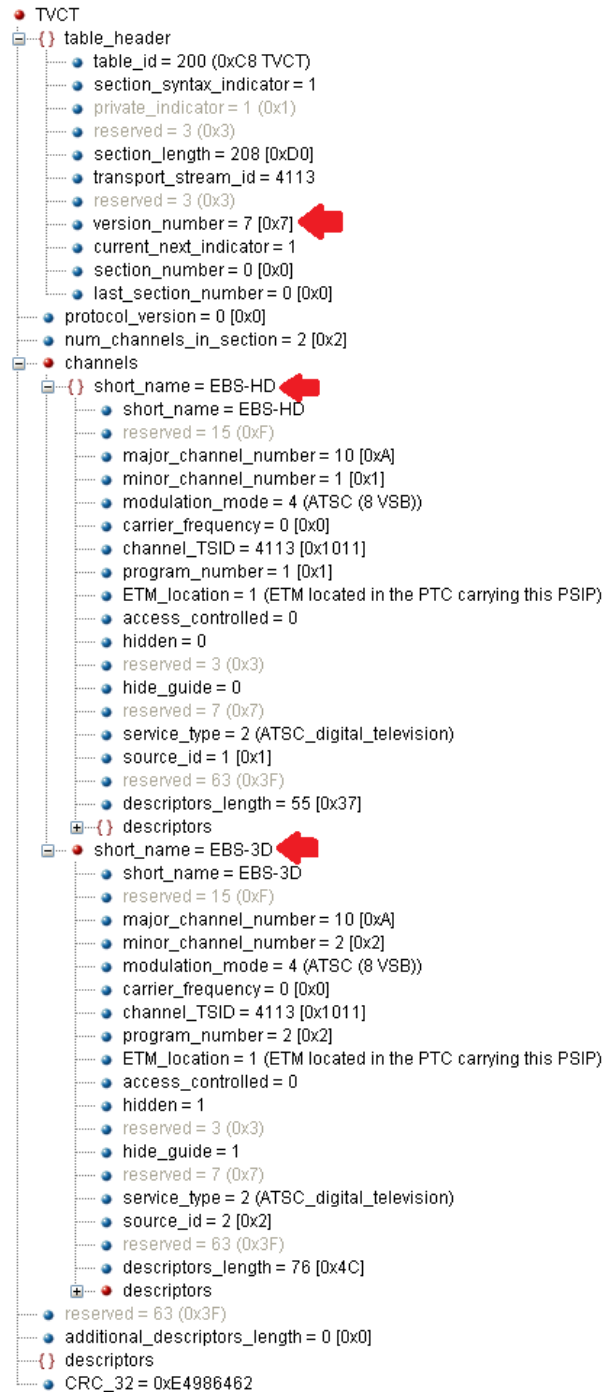 TVCT
table_header
table_id = 200 (0xC8 TVCT)
section_syntax_indicator = 1
private_indicator = 1 (0x1)
reserved = 3 (0x3)
section_length = 208 [0xD0]
transport_stream_id = 4113
reserved = 3 (0x3)
version_number = 7 [0x7]
current_next_indicator = 1
section_number = 0 [0x0]
last_section_number = 0 [0x0]
protocol_version = 0 [0x0]
num_channels_in_section = 2 [0x2]
channels
short_name = EBS-HD
short_name = EBS-HD
reserved = 15 (0xF)
major_channel_number = 10 [0xA]
minor_channel_number = 1 [0x1]
modulation_mode = 4 (ATSC (8 VSB))
carrier_frequency = 0 [0x0]
channel_TSID = 4113 [0x1011]
program_number = 1 [0x1]
ETM_location = 1 (ETM located in the PTC carrying this PSIP)
access_controlled = 0
hidden = 0
reserved = 3 (0x3)
hide_guide = 0
reserved = 7 (0x7)
service_type = 2 (ATSC_digital_television)
source_id = 1 [0x1]
reserved = 63 (0x3F)
descriptors_length = 55 [0x37]
descriptors
short_name = EBS-3D
short_name = EBS-3D
reserved = 15 (0xF)
major_channel_number = 10 [0xA]
minor_channel_number = 2 [0x2]
modulation_mode = 4 (ATSC (8 VSB))
carrier_frequency = 0 [0x0]
channel_TSID = 4113 [0x1011]
program_number = 2 [0x2]
ETM_location = 1 (ETM located in the PTC carrying this PSIP)
access_controlled = 0
hidden = 1
reserved = 3 (0x3)
hide_guide = 1
reserved = 7 (0x7)
service_type = 2 (ATSC_digital_television)
source_id = 2 [0x2]
reserved = 63 (0x3F)
descriptors_length = 76 [0x4C]
descriptors
reserved = 63 (0x3F)
additional_descriptors_length = 0 [0x0]
descriptors
CRC_32 = 0xE4986462